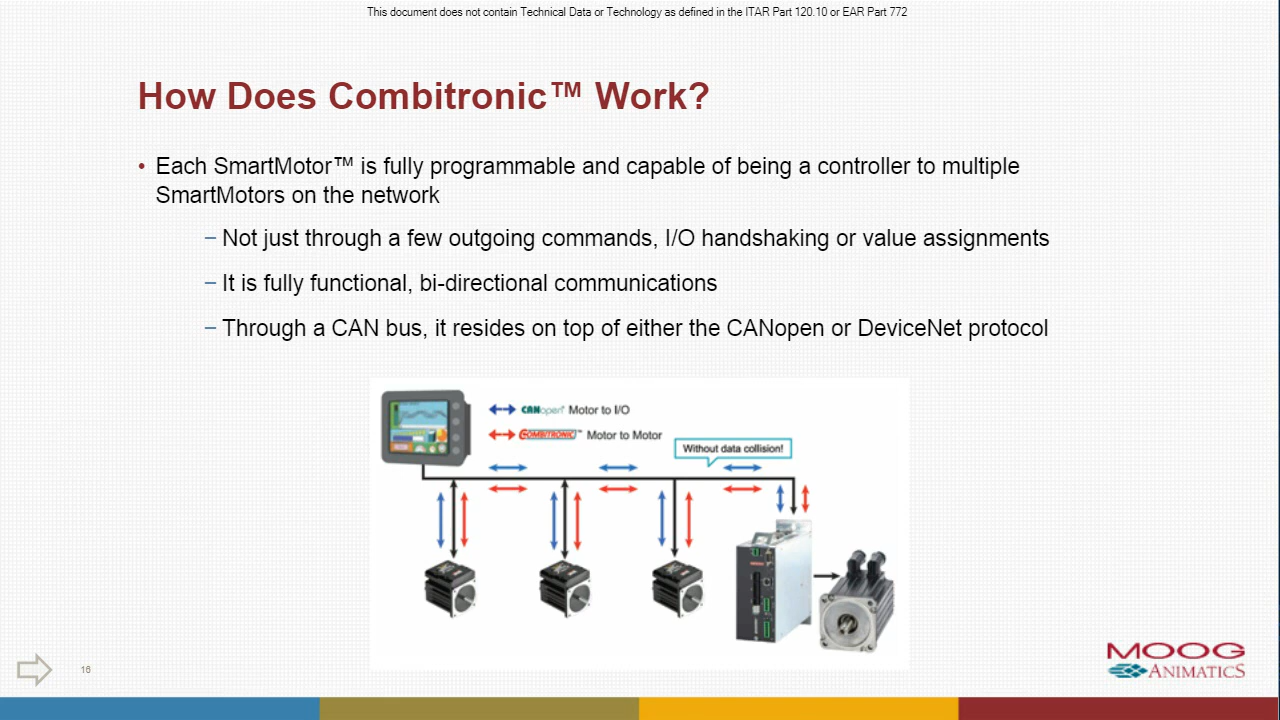 This document does not contain Technical Data or Technology as defined in the ITAR Part 120.10 or EAR Part 772
How Does Combitronic™ Work?
• Each SmartMotor™ is fully programmable and capable of being a controller to multiple
SmartMotors on the network
− Not just through a few outgoing commands, I/O handshaking or value assignments
− It is fully functional, bi-directional communications
− Through a CAN bus, it resides on top of either the CANopen or DeviceNet protocol
CANopen® Motor to I/O
COMBITRONIC™ Motor to Motor
Without data collision!
16
MOOG
ANIMATICS